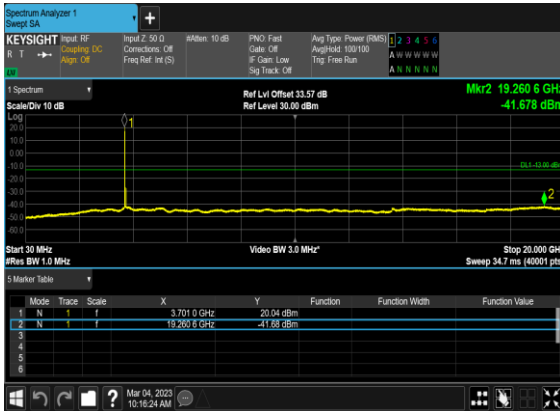 Spectrum Analyzer 1
Swept SA
+
KEYSIGHT Input: RF Input Z: 50 Ω #Atten: 10 dB PNO: Fast Avg Type: Power (RMS) 1 2 3 4 5 6
R T Coupling: DC Corrections: Off Gate: Off Avg|Hold: 100/100 A W W W W W
Align: Off Freq Ref: Int (S) IF Gain: Low Trig: Free Run A N N N N N
Sig Track: Off
1 Spectrum Ref Lvl Offset 33.57 dB Mkr2 19.260 6 GHz
Scale/Div 10 dB Ref Level 30.00 dBm -41.678 dBm
Log
1
20.0
10.0
0.00
-10.0
DL1 -13.00 dBm
-20.0
-30.0
2
-40.0
-50.0
-60.0
Start 30 MHz Video BW 3.0 MHz* Stop 20.000 GHz
#Res BW 1.0 MHz Sweep 34.7 ms (40001 pts)
5 Marker Table
Mode Trace Scale X Y Function Function Width Function Value
1 N 1 f 3.701 0 GHz 20.04 dBm
2 N 1 f 19.260 6 GHz -41.68 dBm
3
4
5
6
? Mar 04, 2023
10:16:24 AM